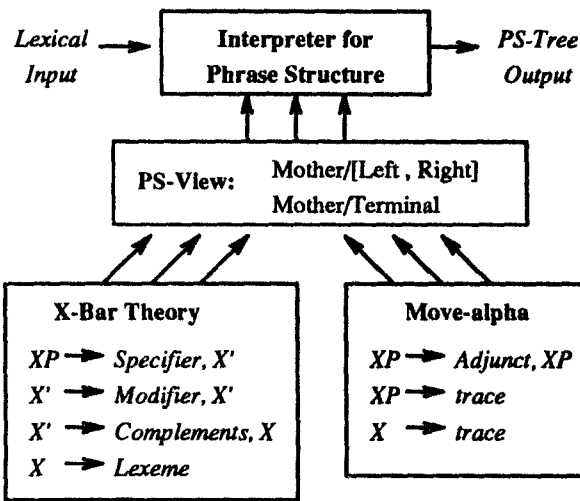 Lexical Input
Interpreter for Phrase Structure
PS-Tree Output
PS-View: Mother/[Left , Right]
Mother/Terminal
X-Bar Theory
XP → Specifier, X'
X' → Modifier, X'
X' → Complements, X
X → Lexeme
Move-alpha
XP → Adjunct, XP
XP → trace
X → trace